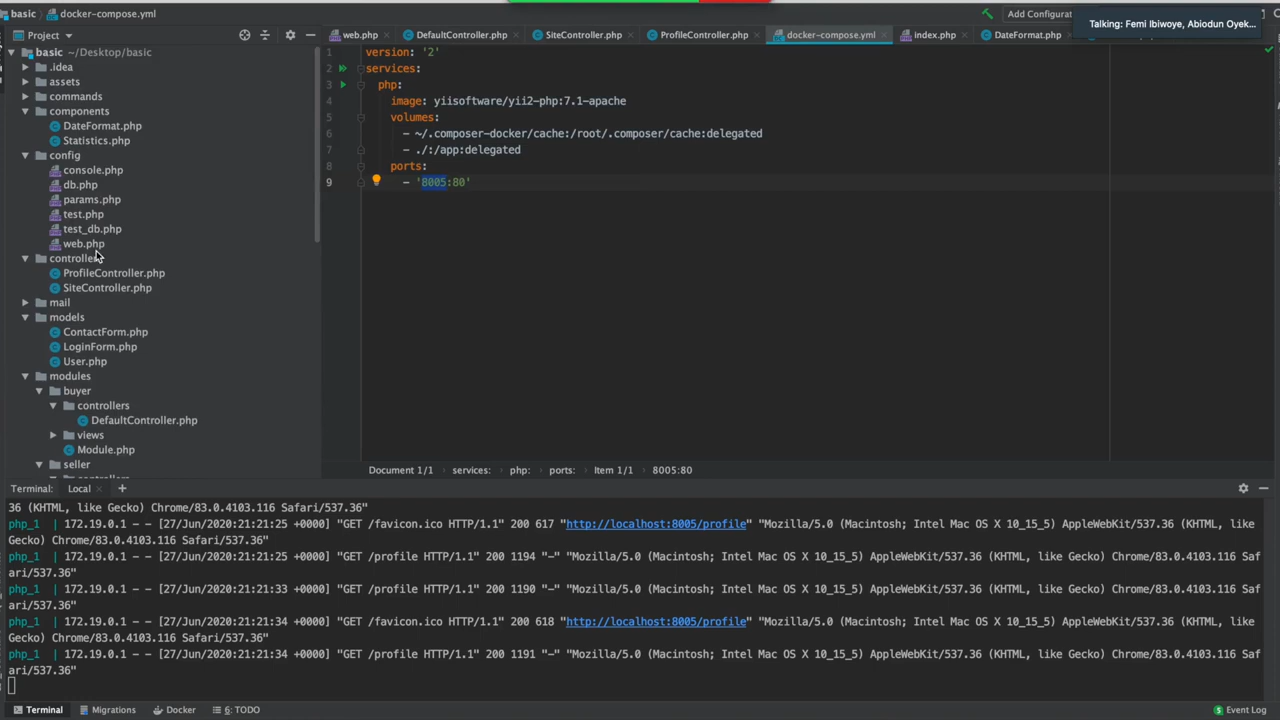 basic
docker-compose.yml
Add Configurat
Talking: Femi Ibiwoye, Abiodun Oyek...
Project
web.php
DefaultController.php
SiteController.php
ProfileController.php
docker-compose.yml
index.php
DateFormat.php
basic ~/Desktop/basic
.idea
assets
commands
components
DateFormat.php
Statistics.php
config
console.php
db.php
params.php
test.php
test_db.php
web.php
controllers
ProfileController.php
SiteController.php
mail
models
ContactForm.php
LoginForm.php
User.php
modules
buyer
controllers
DefaultController.php
views
Module.php
seller
1 version: '2'
2 services:
3 php:
4 image: yiisoftware/yii2-php:7.1-apache
5 volumes:
6 - ~/.composer-docker/cache:/root/.composer/cache:delegated
7 - ./:/app:delegated
8 ports:
9 - '8005:80'
Document 1/1 services: php: ports: Item 1/1 8005:80
Terminal: Local
36 (KHTML, like Gecko) Chrome/83.0.4103.116 Safari/537.36"
php_1 | 172.19.0.1 - - [27/Jun/2020:21:21:25 +0000] "GET /favicon.ico HTTP/1.1" 200 617 "http://localhost:8005/profile" "Mozilla/5.0 (Macintosh; Intel Mac OS X 10_15_5) AppleWebKit/537.36 (KHTML, like
Gecko) Chrome/83.0.4103.116 Safari/537.36"
php_1 | 172.19.0.1 - - [27/Jun/2020:21:21:25 +0000] "GET /profile HTTP/1.1" 200 1194 "-" "Mozilla/5.0 (Macintosh; Intel Mac OS X 10_15_5) AppleWebKit/537.36 (KHTML, like Gecko) Chrome/83.0.4103.116 Saf
ari/537.36"
php_1 | 172.19.0.1 - - [27/Jun/2020:21:21:33 +0000] "GET /profile HTTP/1.1" 200 1190 "-" "Mozilla/5.0 (Macintosh; Intel Mac OS X 10_15_5) AppleWebKit/537.36 (KHTML, like Gecko) Chrome/83.0.4103.116 Saf
ari/537.36"
php_1 | 172.19.0.1 - - [27/Jun/2020:21:21:34 +0000] "GET /favicon.ico HTTP/1.1" 200 618 "http://localhost:8005/profile" "Mozilla/5.0 (Macintosh; Intel Mac OS X 10_15_5) AppleWebKit/537.36 (KHTML, like
Gecko) Chrome/83.0.4103.116 Safari/537.36"
php_1 | 172.19.0.1 - - [27/Jun/2020:21:21:34 +0000] "GET /profile HTTP/1.1" 200 1191 "-" "Mozilla/5.0 (Macintosh; Intel Mac OS X 10_15_5) AppleWebKit/537.36 (KHTML, like Gecko) Chrome/83.0.4103.116 Saf
ari/537.36"
Terminal
Migrations
Docker
6: TODO
5 Event Log